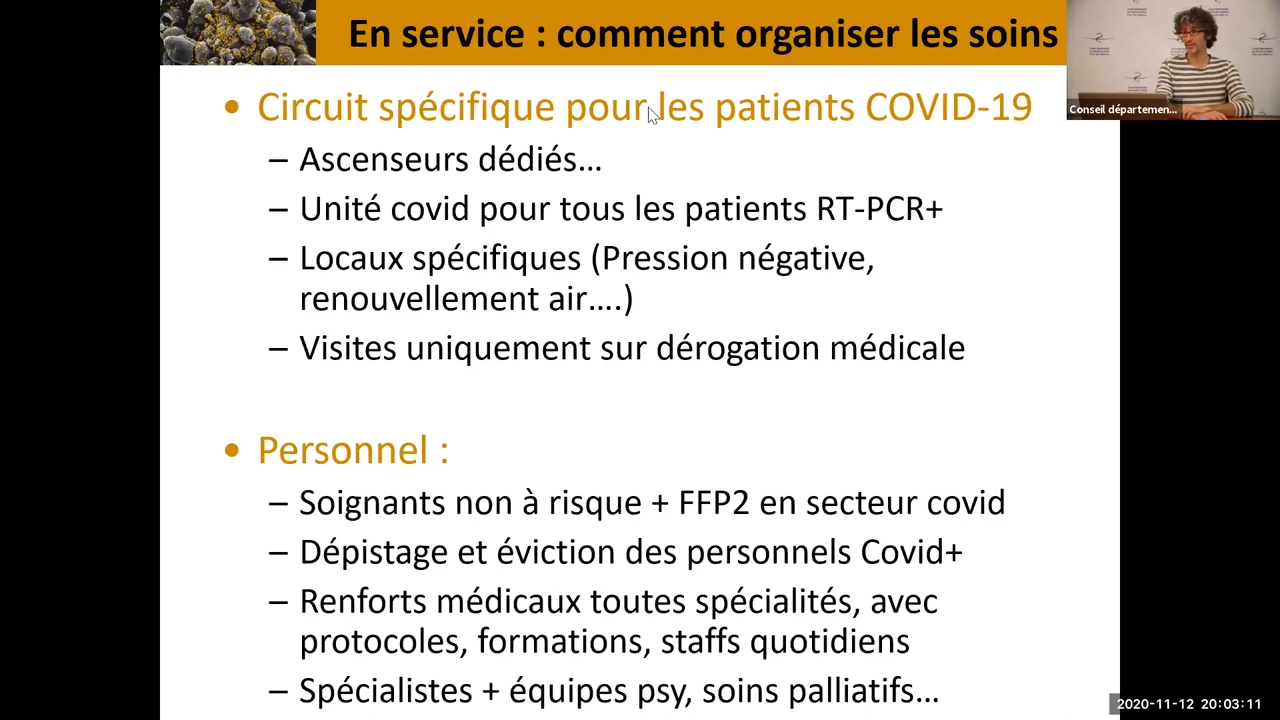 En service : comment organiser les soins
• Circuit spécifique pour les patients COVID-19
– Ascenseurs dédiés…
– Unité covid pour tous les patients RT-PCR+
– Locaux spécifiques (Pression négative,
renouvellement air….)
– Visites uniquement sur dérogation médicale
• Personnel :
– Soignants non à risque + FFP2 en secteur covid
– Dépistage et éviction des personnels Covid+
– Renforts médicaux toutes spécialités, avec
protocoles, formations, staffs quotidiens
– Spécialistes + équipes psy, soins palliatifs…
Conseil départemen...
2020-11-12 20:03:11